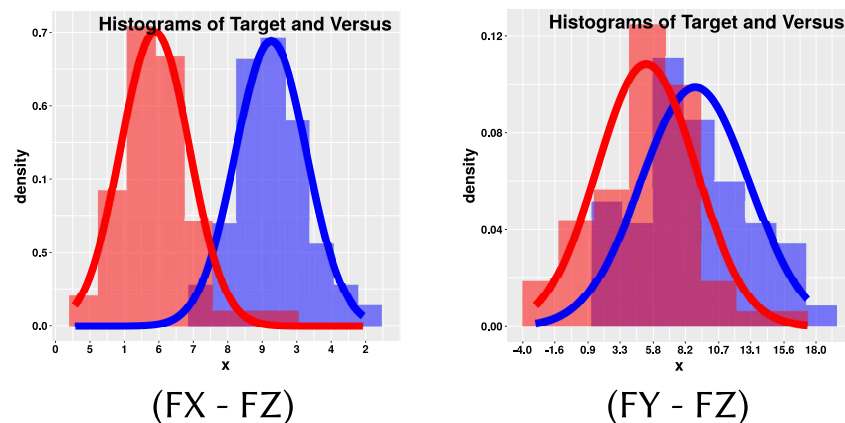 Histograms of Target and Versus
0.7
0.6
0.1
0.5
0.0
density
0 5 1 6 7 8 9 3 4 2
x
(FX - FZ)
Histograms of Target and Versus
0.12
0.08
0.04
0.00
density
-4.0 -1.6 0.9 3.3 5.8 8.2 10.7 13.1 15.6 18.0
x
(FY - FZ)